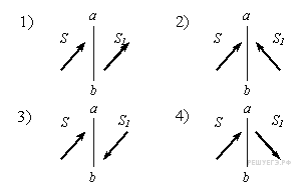 1) a 2) a
S S₁ S S₁
b b
3) a 4) a
S S₁ S S₁
b b
РЕШУЕГЭ.РФ